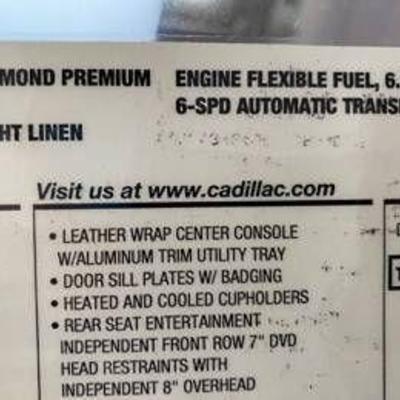 MOND PREMIUM ENGINE FLEXIBLE FUEL, 6.
6-SPD AUTOMATIC TRANS
HT LINEN
Visit us at www.cadillac.com
• LEATHER WRAP CENTER CONSOLE
W/ALUMINUM TRIM UTILITY TRAY
• DOOR SILL PLATES W/ BADGING
• HEATED AND COOLED CUPHOLDERS
• REAR SEAT ENTERTAINMENT
INDEPENDENT FRONT ROW 7" DVD
HEAD RESTRAINTS WITH
INDEPENDENT 8" OVERHEAD